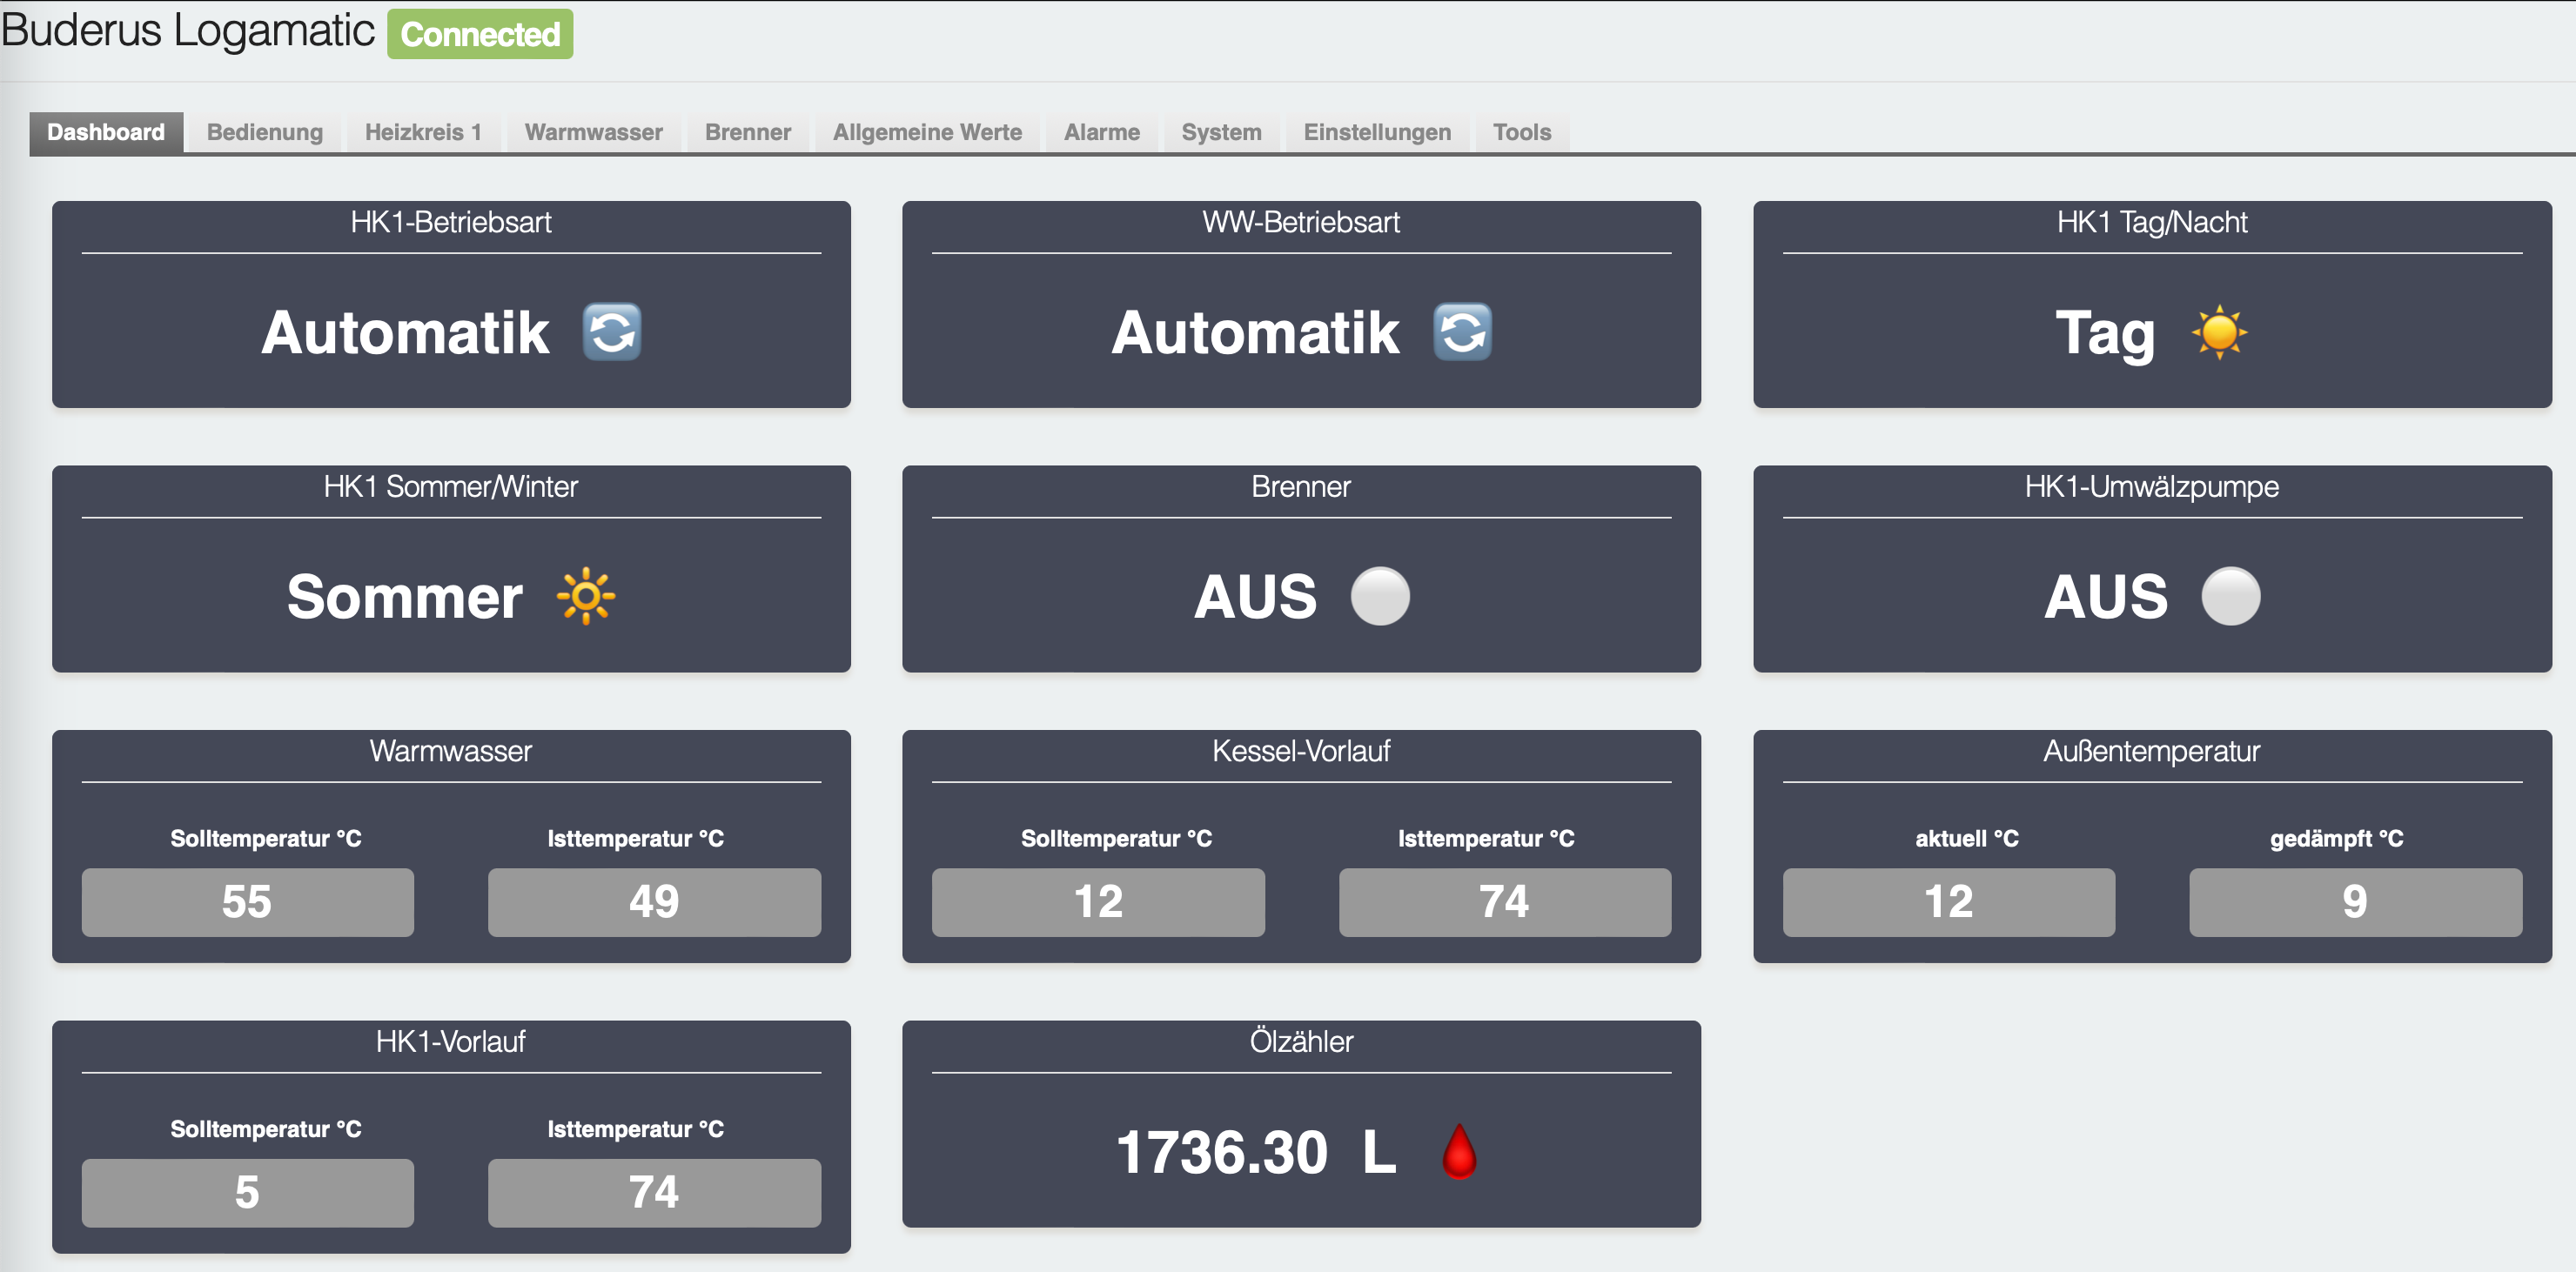 Buderus Logamatic Connected
Dashboard Bedienung Heizkreis 1 Warmwasser Brenner Allgemeine Werte Alarme System Einstellungen Tools
HK1-Betriebsart
Automatik
WW-Betriebsart
Automatik
HK1 Tag/Nacht
Tag
HK1 Sommer/Winter
Sommer
Brenner
AUS
HK1-Umwälzpumpe
AUS
Warmwasser
Solltemperatur °C Isttemperatur °C
55 49
Kessel-Vorlauf
Solltemperatur °C Isttemperatur °C
12 74
Außentemperatur
aktuell °C gedämpft °C
12 9
HK1-Vorlauf
Solltemperatur °C Isttemperatur °C
5 74
Ölzähler
1736.30 L